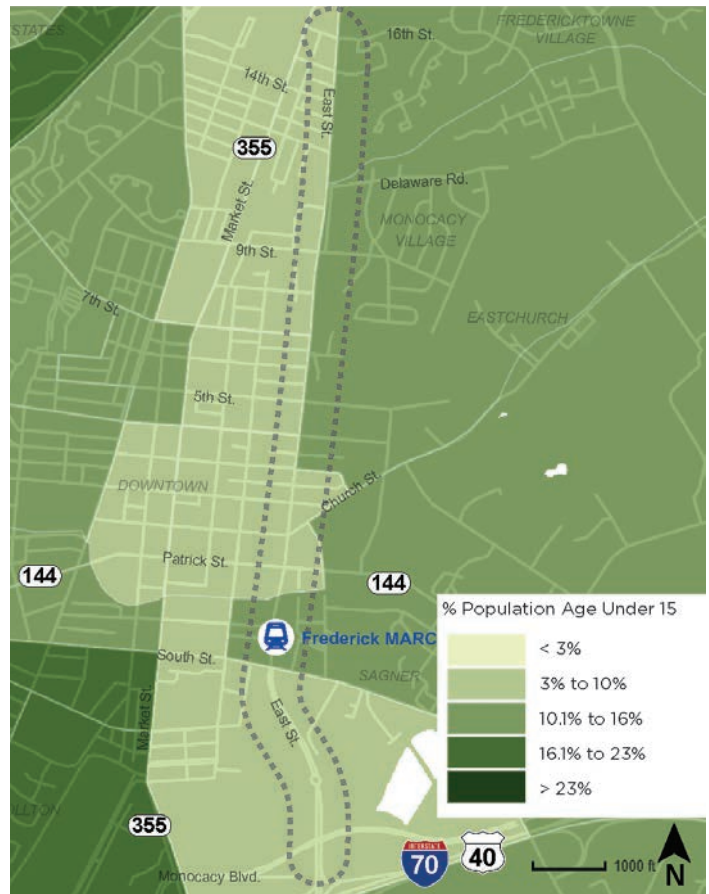 STATES
16th St.
FREDERICKTOWNE
VILLAGE
14th St.
East St.
355
Market St.
Delaware Rd.
MONOCACY
VILLAGE
9th St.
7th St.
EASTCHURCH
5th St.
DOWNTOWN
Church St.
Patrick St.
144
144
% Population Age Under 15
< 3%
3% to 10%
10.1% to 16%
16.1% to 23%
> 23%
Frederick MARC
South St.
SAGNER
Market St.
East St.
OLLTON
355
Monocacy Blvd.
INTERSTATE
70
40
1000 ft
N